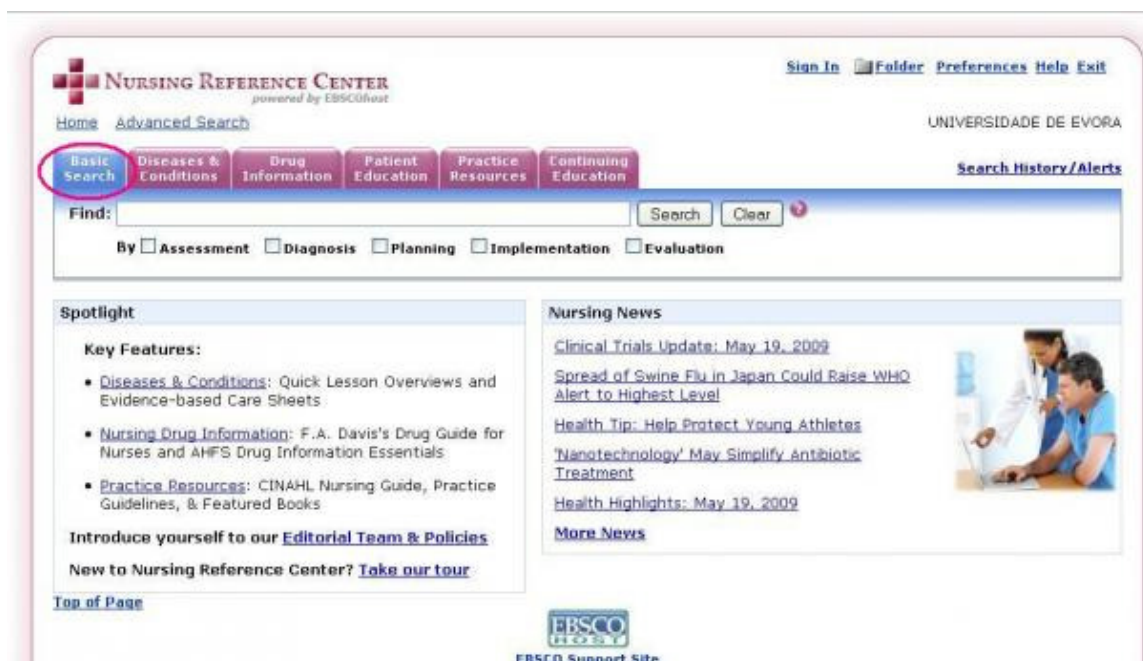 NURSING REFERENCE CENTER
powered by EBSCOhost
Sign In Folder Preferences Help Exit
Home Advanced Search
UNIVERSIDADE DE EVORA
Basic Search
Diseases & Conditions
Drug Information
Patient Education
Practice Resources
Continuing Education
Search History/Alerts
Find: Search Clear
By Assessment Diagnosis Planning Implementation Evaluation
Spotlight
Key Features:
• Diseases & Conditions: Quick Lesson Overviews and
Evidence-based Care Sheets
• Nursing Drug Information: F.A. Davis's Drug Guide for
Nurses and AHFS Drug Information Essentials
• Practice Resources: CINAHL Nursing Guide, Practice
Guidelines, & Featured Books
Introduce yourself to our Editorial Team & Policies
New to Nursing Reference Center? Take our tour
Nursing News
Clinical Trials Update: May 19, 2009
Spread of Swine Flu in Japan Could Raise WHO
Alert to Highest Level
Health Tip: Help Protect Young Athletes
'Nanotechnology' May Simplify Antibiotic
Treatment
Health Highlights: May 19, 2009
More News
Top of Page
EBSCO
HOST
EBSCO Support Site